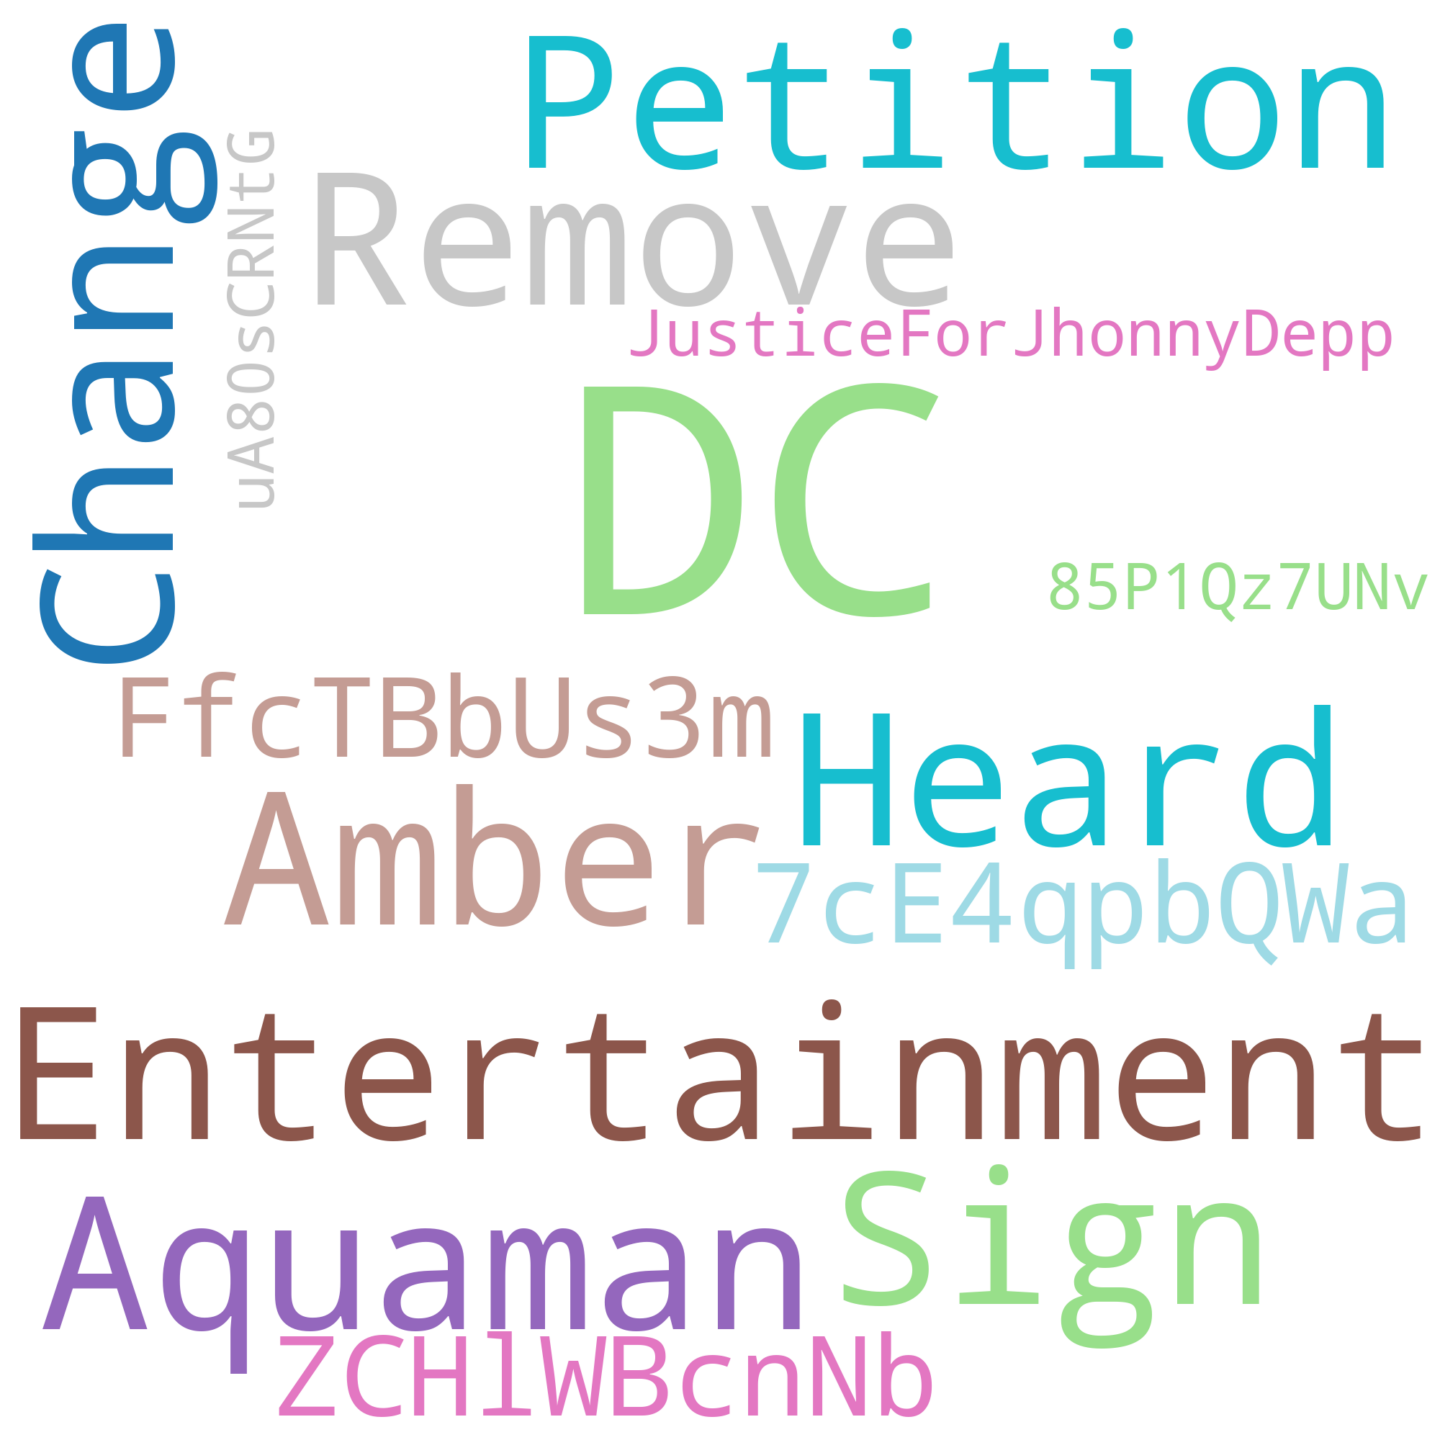 Change
Petition
uA80sCRNtG
Remove
JusticeForJhonnyDepp
DC
85P1Qz7UNv
FfcTBbUs3m
Heard
Amber
7cE4qpbQWa
Entertainment
Aquaman
Sign
ZCHlWBcnNb